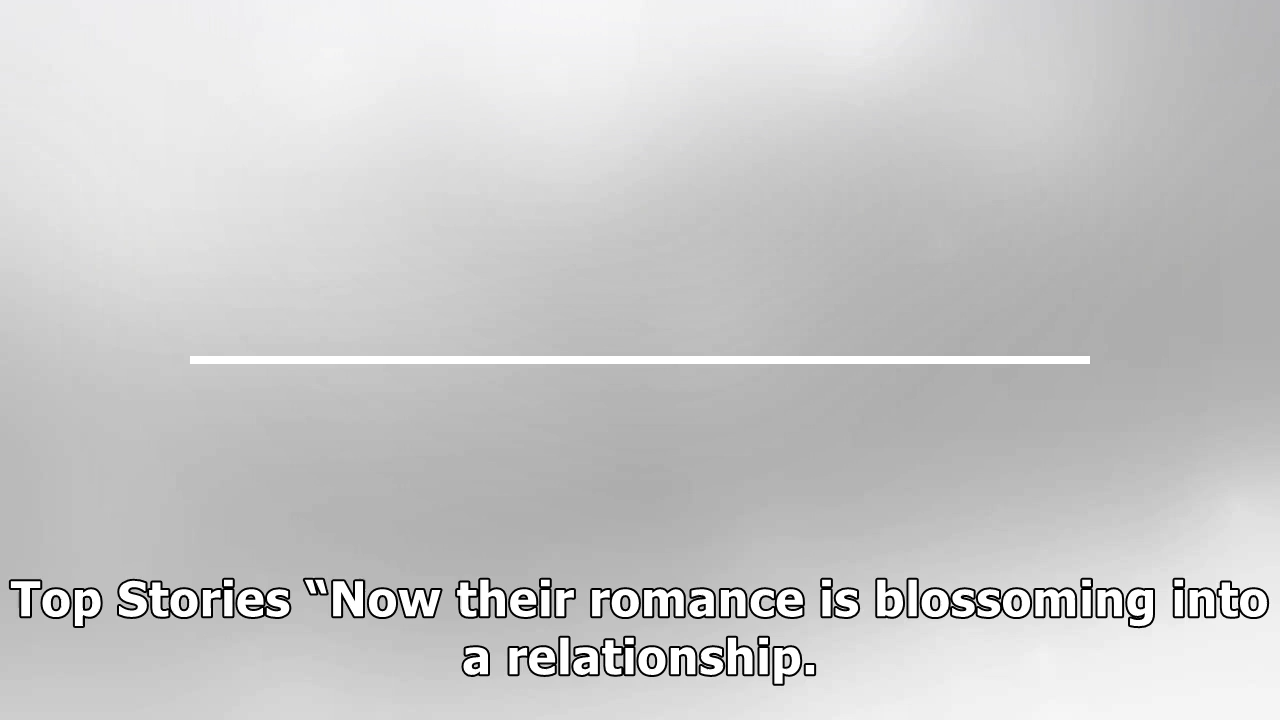 Top Stories “Now their romance is blossoming into
a relationship.